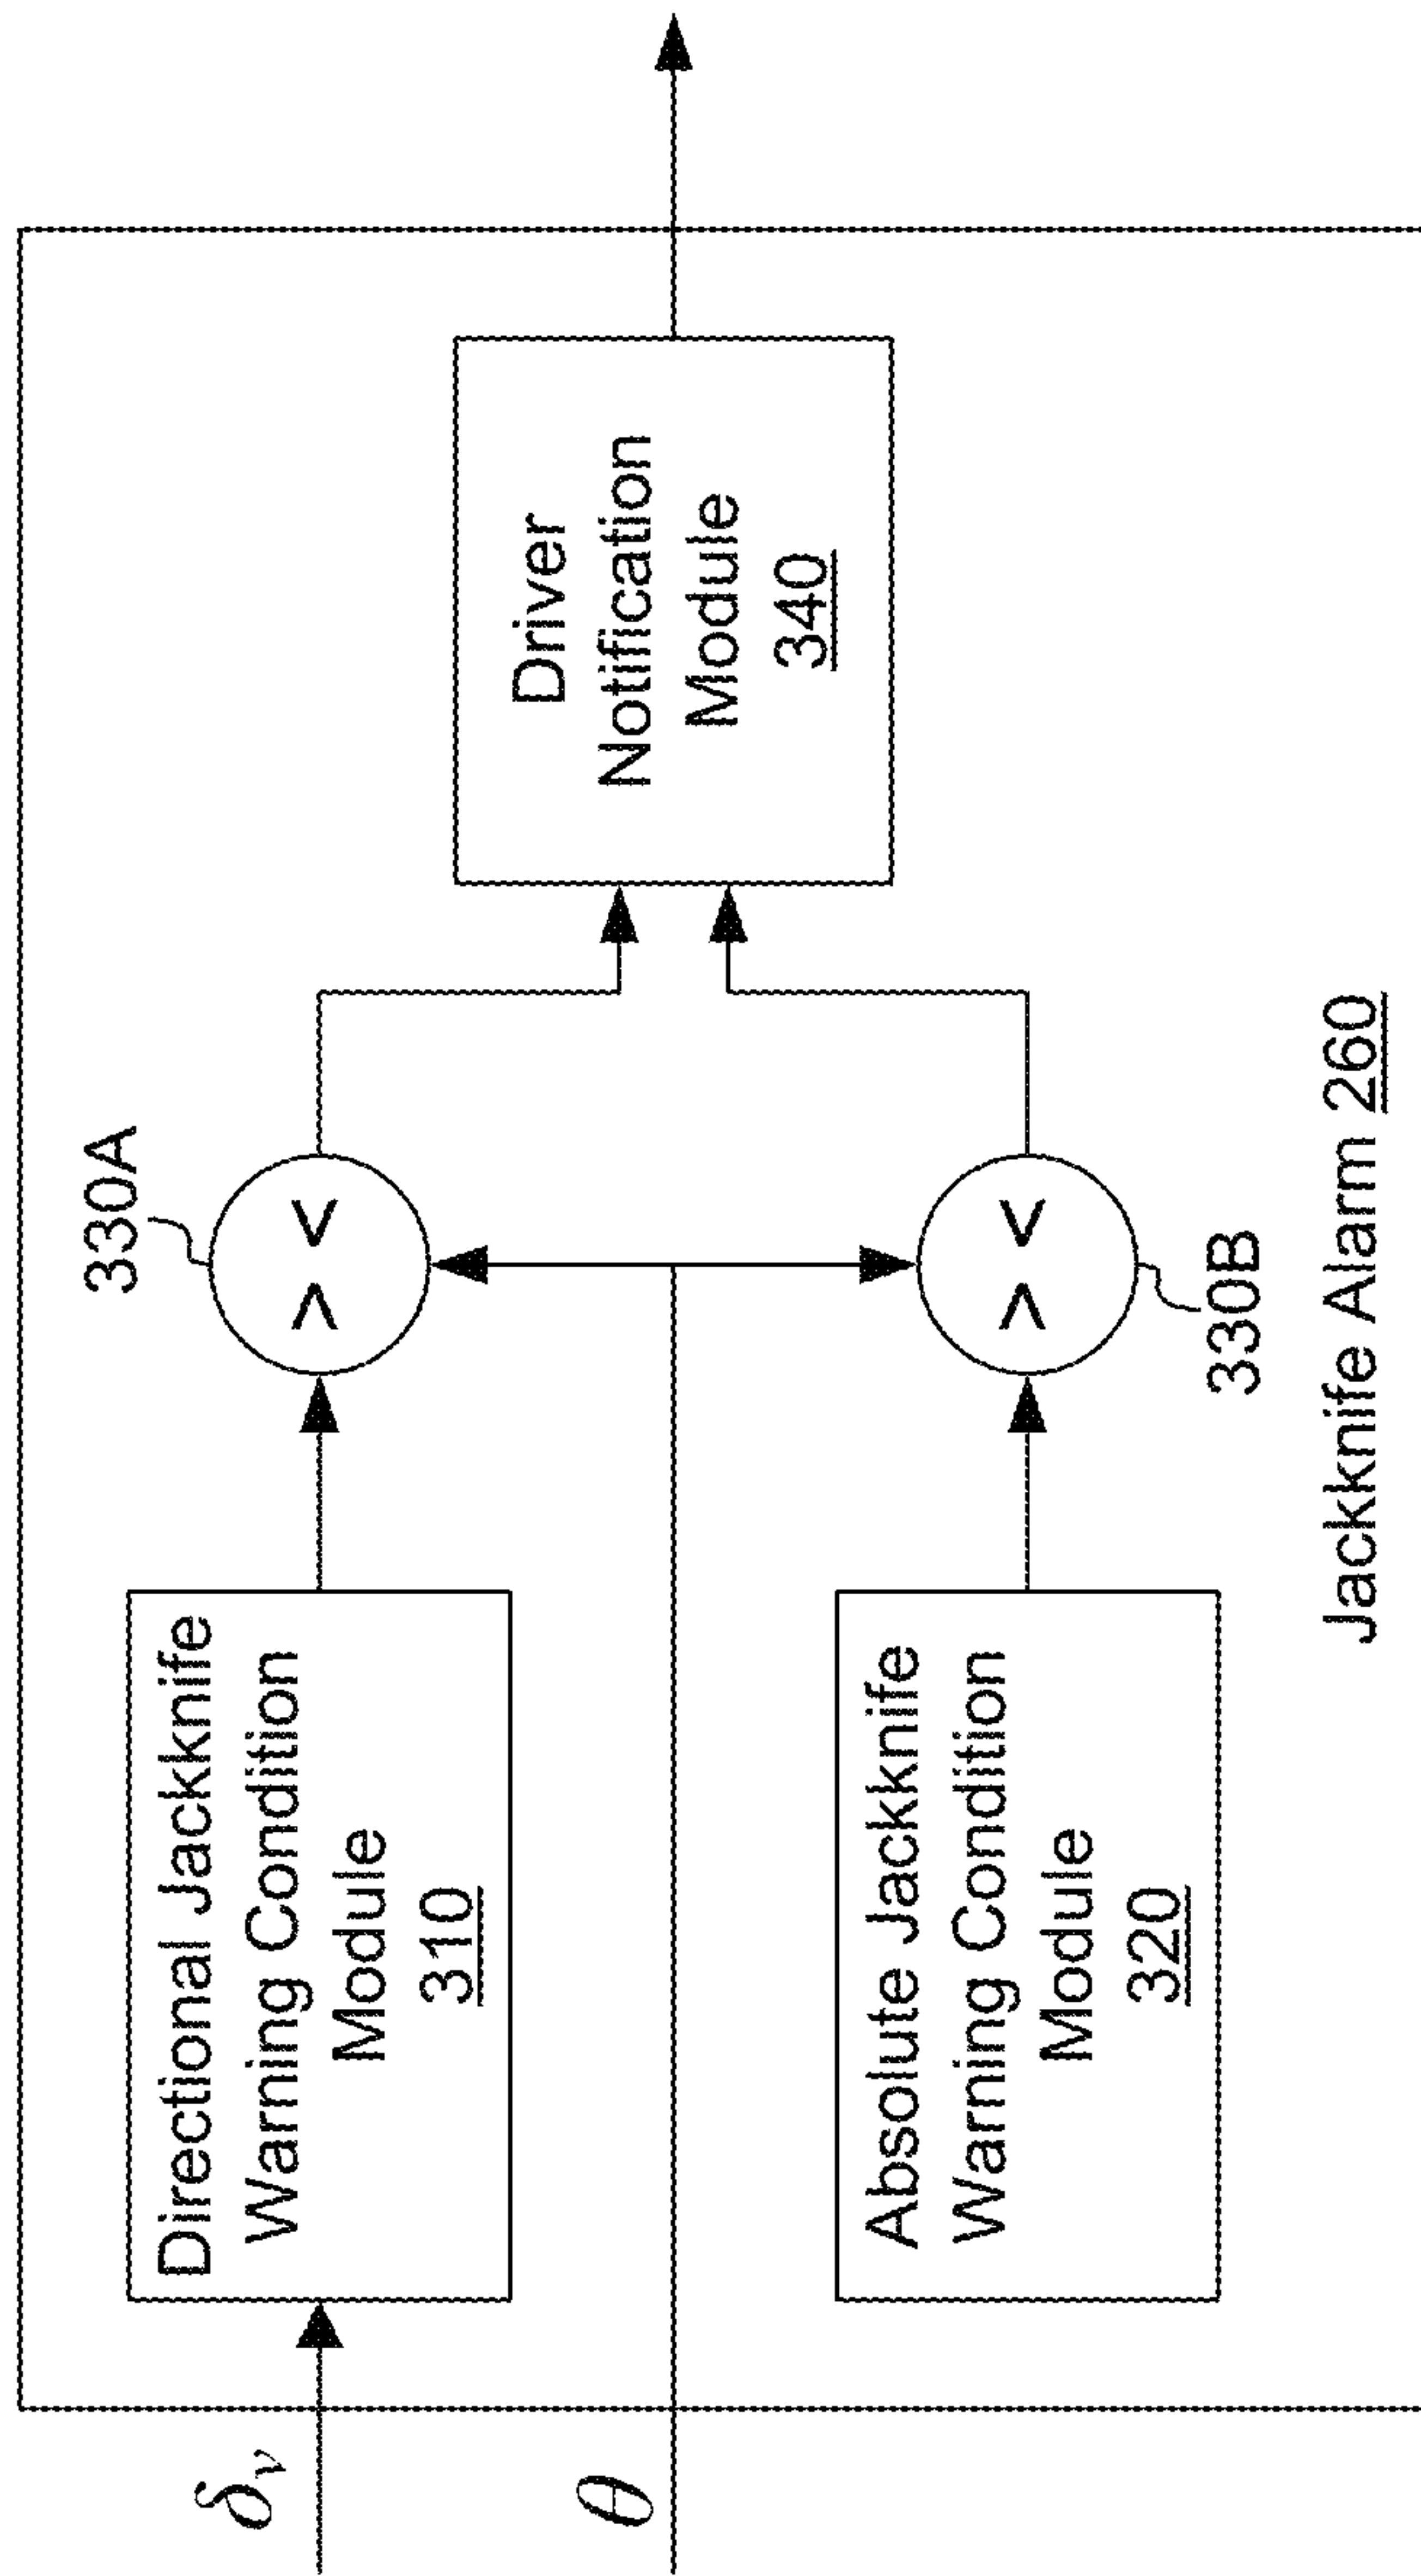 δᵥ
θ
Directional Jackknife
Warning Condition
Module
310
Absolute Jackknife
Warning Condition
Module
320
330A
> <
> <
330B
Driver
Notification
Module
340
Jackknife Alarm 260